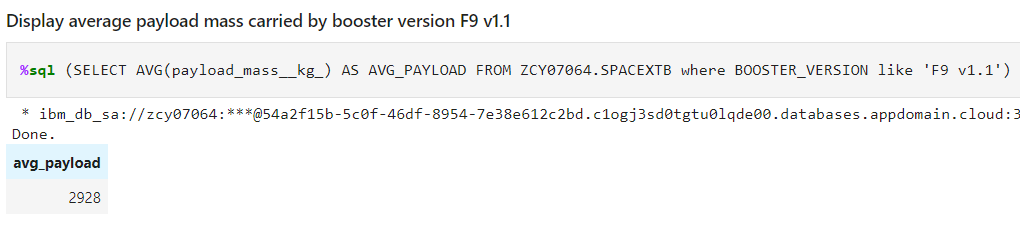 Display average payload mass carried by booster version F9 v1.1
%sql (SELECT AVG(payload_mass__kg_) AS AVG_PAYLOAD FROM ZCY07064.SPACEXTB where BOOSTER_VERSION like 'F9 v1.1')
* ibm_db_sa://zcy07064:***@54a2f15b-5c0f-46df-8954-7e38e612c2bd.c1ogj3sd0tgtu0lqde00.databases.appdomain.cloud:3
Done.
avg_payload
2928